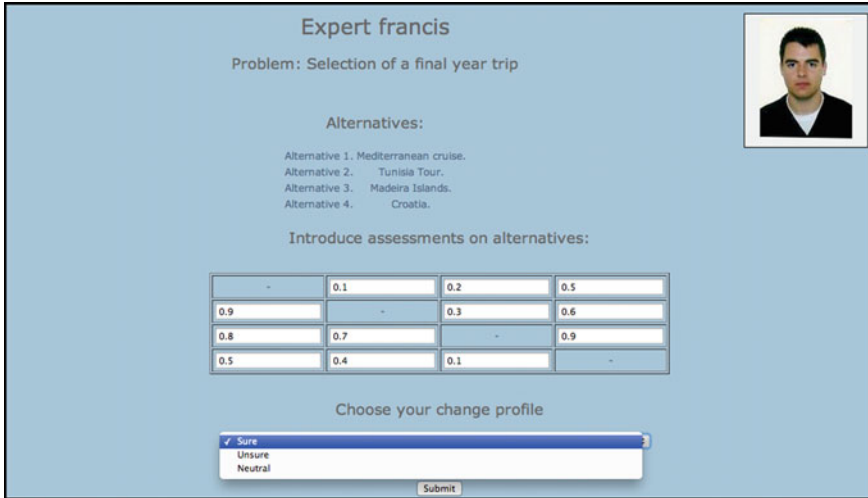 Expert francis
Problem: Selection of a final year trip
Alternatives:
Alternative 1. Mediterranean cruise.
Alternative 2. Tunisia Tour.
Alternative 3. Madeira Islands.
Alternative 4. Croatia.
Introduce assessments on alternatives:
- 0.1 0.2 0.5
0.9 - 0.3 0.6
0.8 0.7 - 0.9
0.5 0.4 0.1 -
Choose your change profile
✓ Sure
Unsure
Neutral
Submit